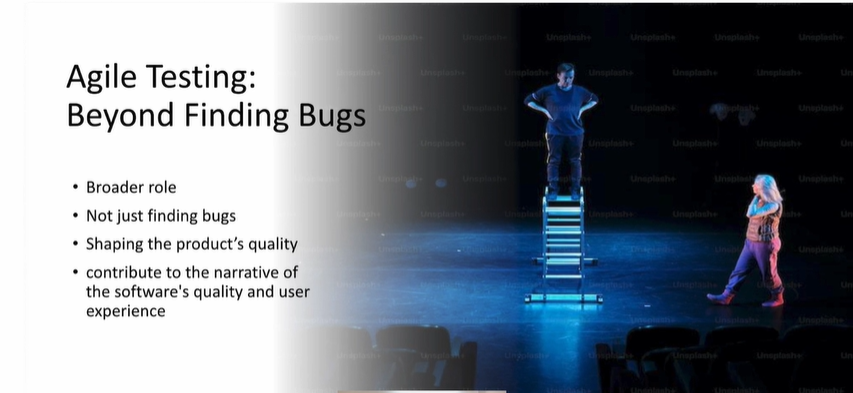 Agile Testing:
Beyond Finding Bugs
• Broader role
• Not just finding bugs
• Shaping the product’s quality
• contribute to the narrative of
the software's quality and user
experience
Unsplash+